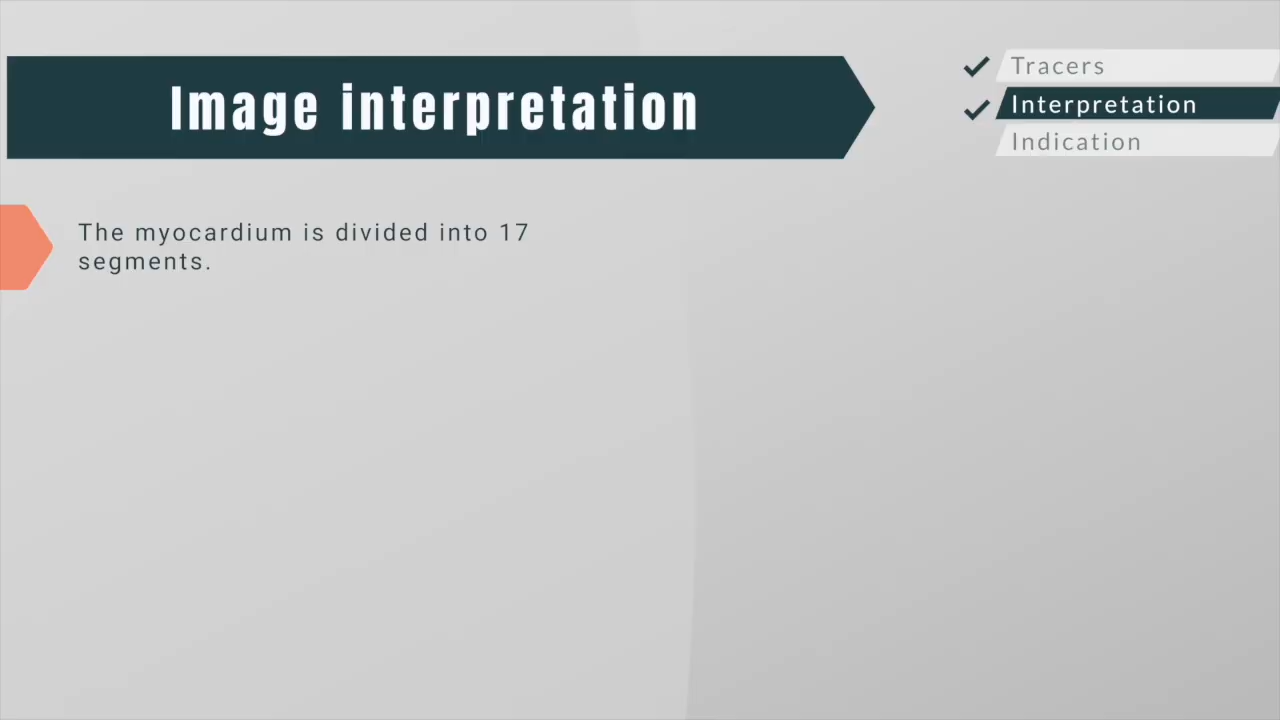 Image interpretation
Tracers
Interpretation
Indication
The myocardium is divided into 17
segments.